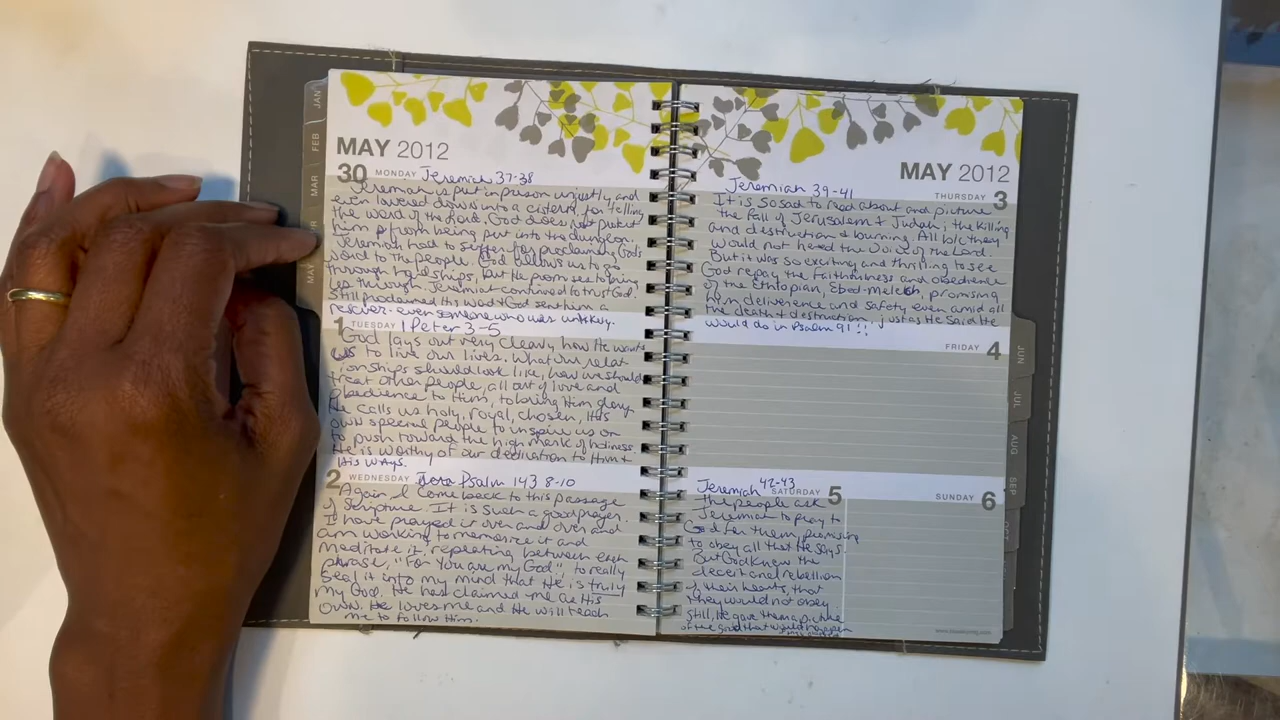 JAN
FEB
MAR
MAY
MAY 2012
30 MONDAY Jeremiah 37-38
Jeremiah is put in prison unjustly, and
even lowered down into a cistern, for telling
the word of the Lord. God does not protect
him from being put into the dungeon.
Jeremiah had to suffer for proclaiming God's
word to the people. God allows us to go
through hardships, but He promises to bring
us through. Jeremiah continued to trust God.
Still proclaimed His word & God sent him a
rescuer - even someone who was unlikely.
1 TUESDAY 1 Peter 3-5
God lays out very clearly, how He wants
us to live our lives. What our relat
ionships should look like, how we should
treat other people, all out of love and
obedience to Him, to bring Him glory.
He calls us holy, royal, chosen, His
own special people to inspire us on
to push toward the high mark of holiness.
He is worthy of our dedication to Him &
His ways.
2 WEDNESDAY Psalm 143 8-10
Again, I come back to this passage
of Scripture. It is such a good prayer.
I have prayed it over and over and
am working to memorize it and
meditate it, repeating between each
phrase, "For You are my God", to really
seal it into my mind that He is truly
my God. He has claimed me as His
own. He loves me and He will teach
me to follow Him.
MAY 2012
Jeremiah 39-41
THURSDAY 3
It is so sad to read about and picture
the fall of Jerusalem & Judah; the killing
and destruction & burning. All b/c they
would not heed the Voice of the Lord.
But it was so exciting and thrilling to see
God repay the faithfulness and obedience
of the Ethiopian, Ebed-Melech, promising
him deliverence and safety even amid all
the death & destruction, just as He said He
would do in Psalm 91!!
FRIDAY 4
Jeremiah 42-43
SATURDAY 5
the people ask
Jeremiah to pray to
God for them, promising
to obey all that He says
But God knew the
deceit and rebellion
of their hearts, that
they would not obey
still, He gave them a picture
of the good that would happen
SUNDAY 6
JUN
JUL
AUG
SEP